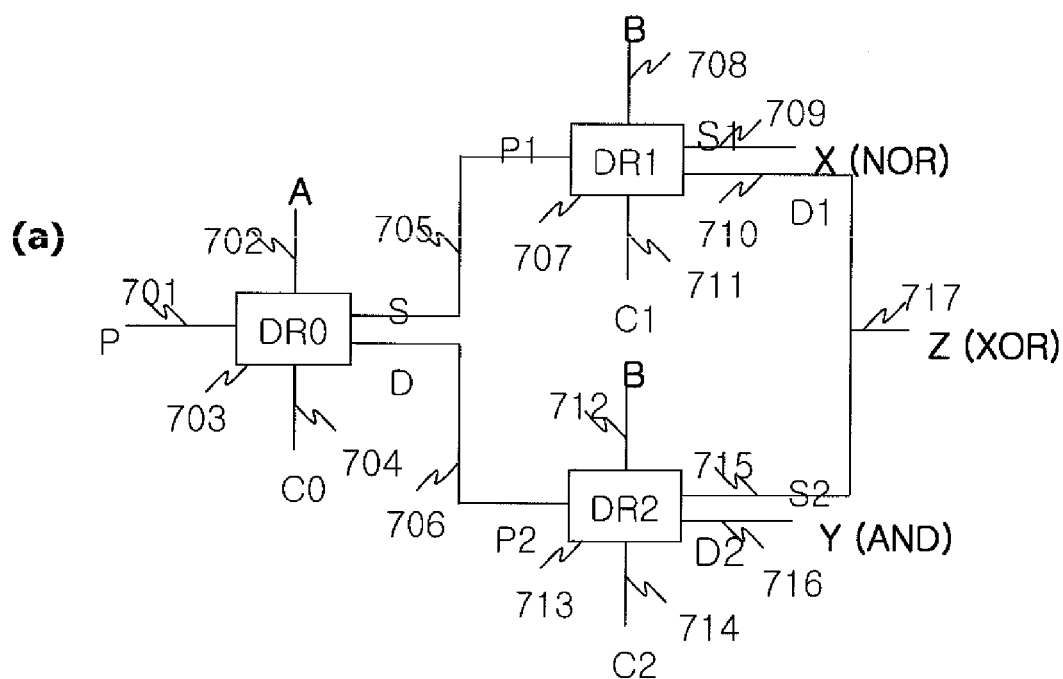 B
708
709
P1
DR1
S1
X (NOR)
A
(a)
702
705
707
710
D1
711
701
P
DR0
S
C1
717
Z (XOR)
D
B
703
704
712
715
C0
706
DR2
S2
P2
D2
Y (AND)
713
714
716
C2